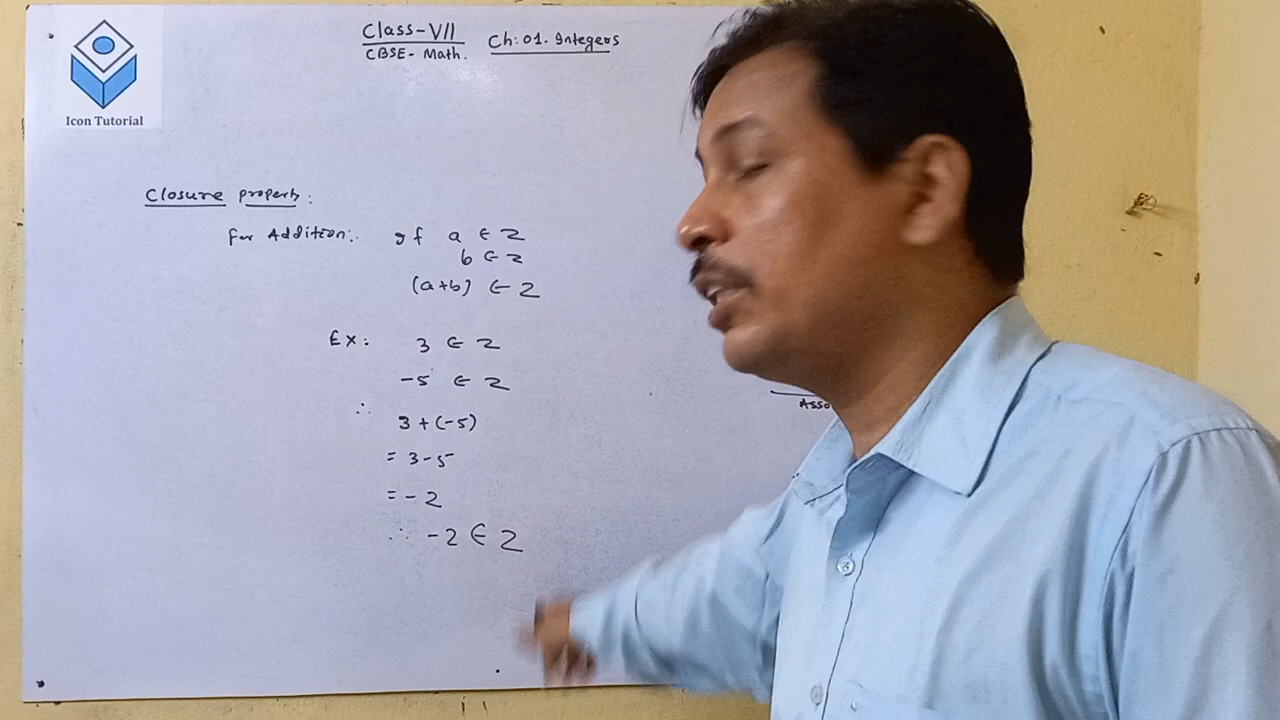 Icon Tutorial
Class-VII
CBSE- Math.
Ch:01. Integers
Closure property:
For Addition:. If a ∈ Z
b ∈ Z
(a+b) ∈ Z
Ex: 3 ∈ Z
-5 ∈ Z
∴ 3+(-5)
= 3-5
= -2
∴ -2 ∈ Z